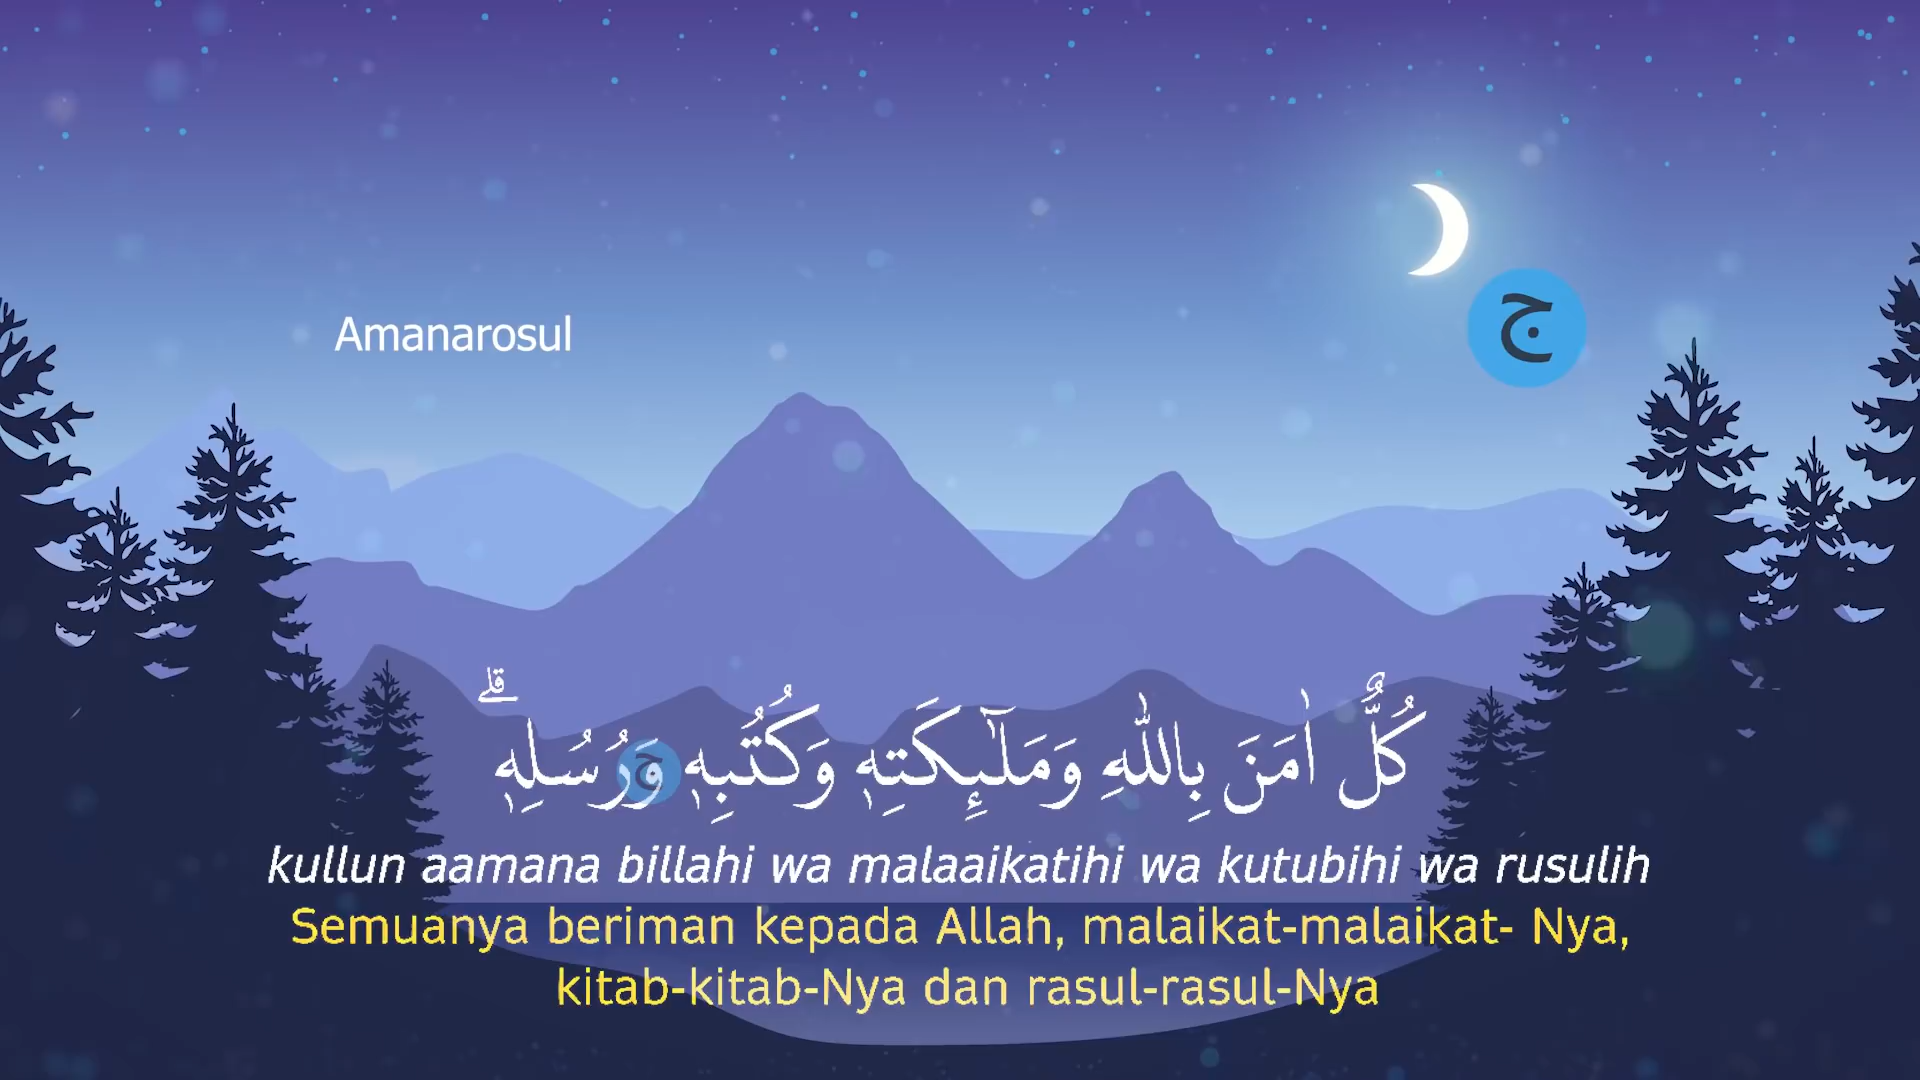 Amanarosul
ج
كُلٌّ اٰمَنَ بِاللّٰهِ وَمَلٰۤىِٕكَتِهٖ وَكُتُبِهٖ وَرُسُلِهٖۗ
ج
kullun aamana billahi wa malaaikatihi wa kutubihi wa rusulih
Semuanya beriman kepada Allah, malaikat-malaikat- Nya,
kitab-kitab-Nya dan rasul-rasul-Nya